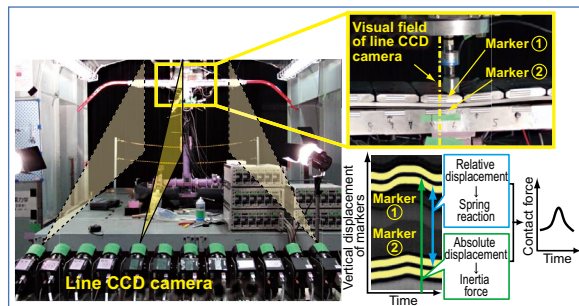 Visual field
of line CCD
camera
Marker ①
Marker ②
Line CCD camera
Vertical displacement
of markers
Marker
①
Marker
②
Time
Relative
displacement
↓
Spring
reaction
Absolute
displacement
↓
Inertia
force
Contact force
Time